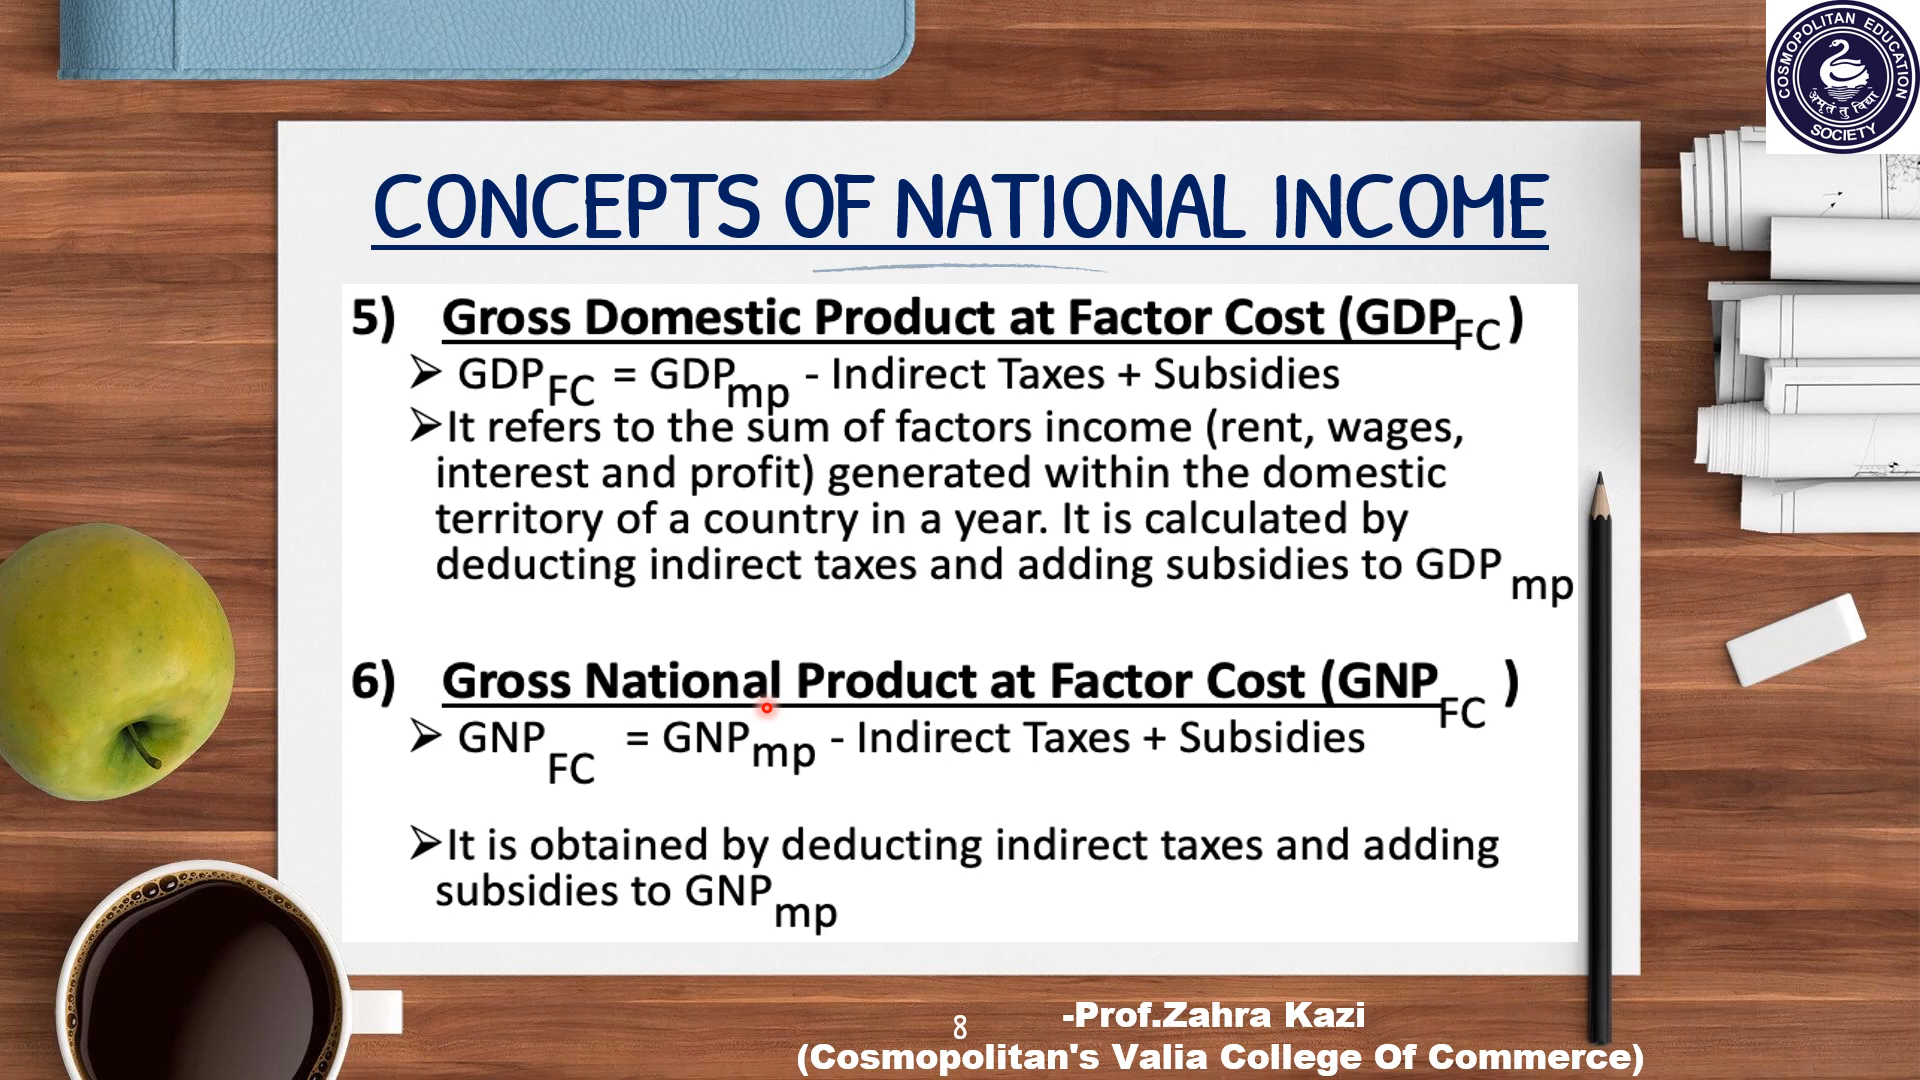 COSMOPOLITAN EDUCATION
अमृतं तु विद्या
SOCIETY
CONCEPTS OF NATIONAL INCOME
5) Gross Domestic Product at Factor Cost (GDPFC)
➢ GDPFC = GDPmp - Indirect Taxes + Subsidies
➢It refers to the sum of factors income (rent, wages,
interest and profit) generated within the domestic
territory of a country in a year. It is calculated by
deducting indirect taxes and adding subsidies to GDP mp
6) Gross National Product at Factor Cost (GNPFC )
➢ GNPFC = GNPmp - Indirect Taxes + Subsidies
➢It is obtained by deducting indirect taxes and adding
subsidies to GNPmp
8
-Prof.Zahra Kazi
(Cosmopolitan's Valia College Of Commerce)